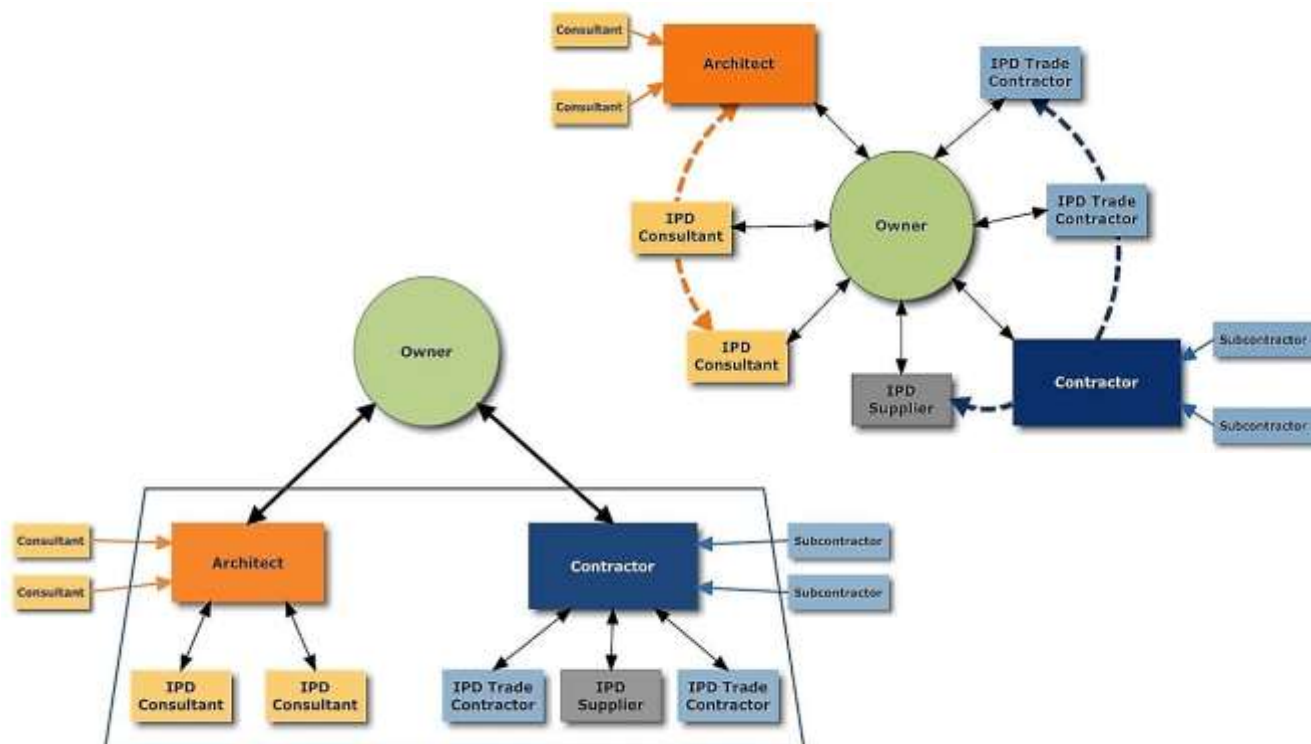 Consultant
Architect
Consultant
IPD Trade
Contractor
IPD
Consultant
Owner
IPD Trade
Contractor
IPD
Consultant
IPD
Supplier
Contractor
Subcontractor
Subcontractor
Owner
Consultant
Consultant
Architect
Contractor
Subcontractor
Subcontractor
IPD
Consultant
IPD
Consultant
IPD Trade
Contractor
IPD
Supplier
IPD Trade
Contractor